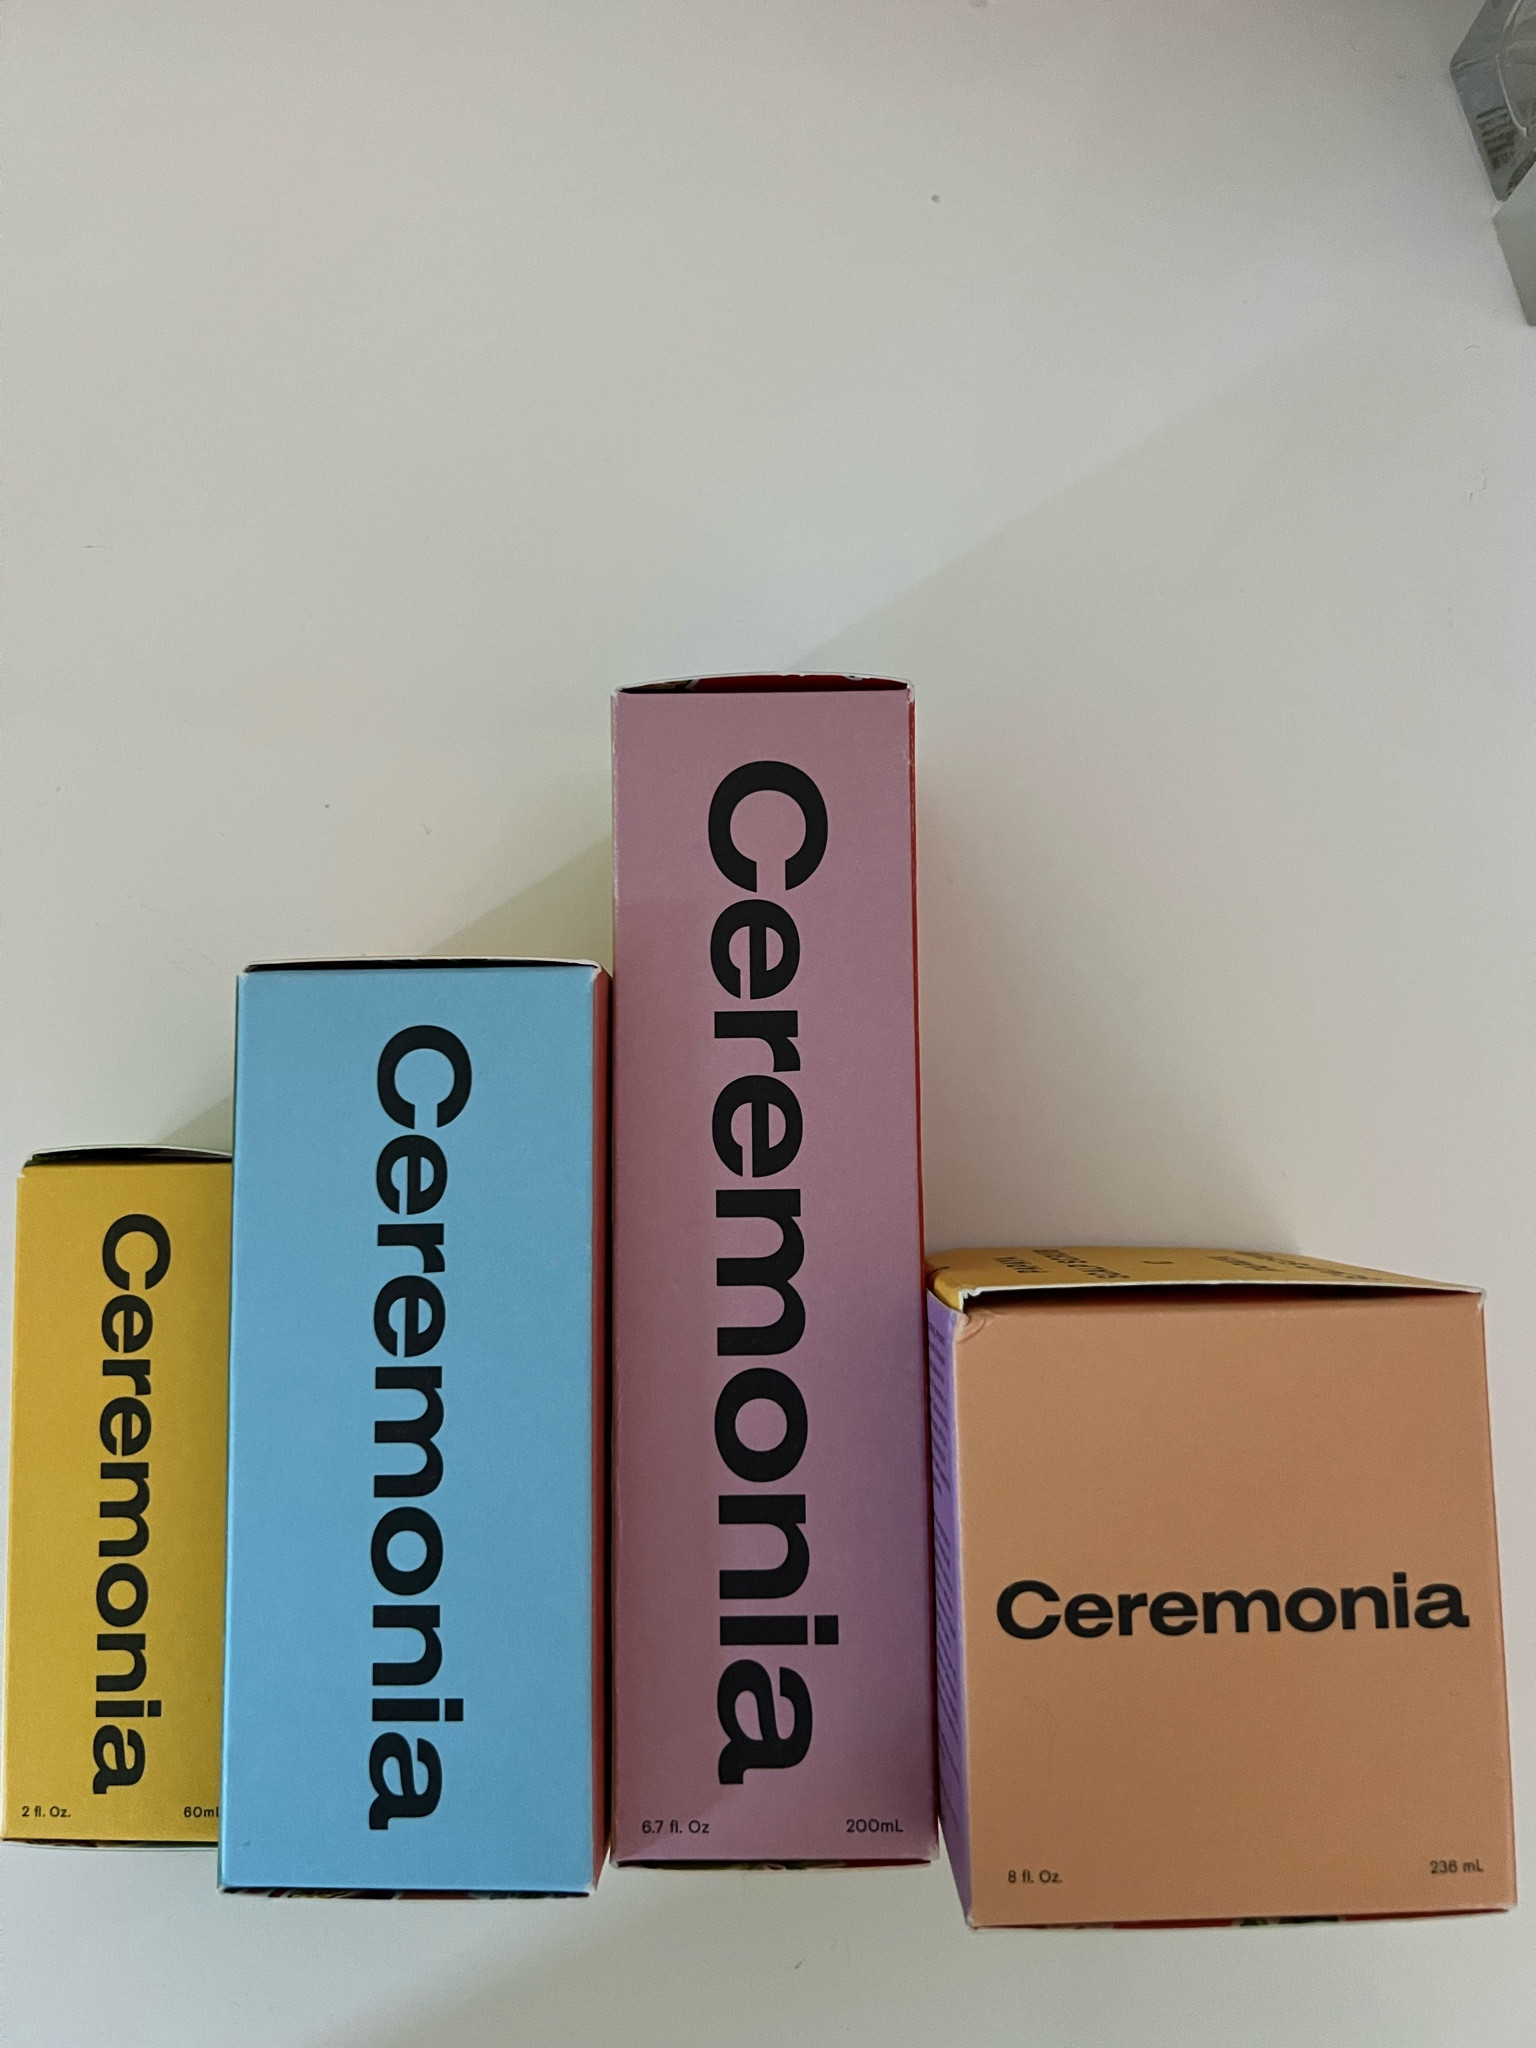 Ceremonia
2 fl. Oz. 60mL
Ceremonia
Ceremonia
6.7 fl. Oz 200mL
Ceremonia
8 fl. Oz. 236 mL